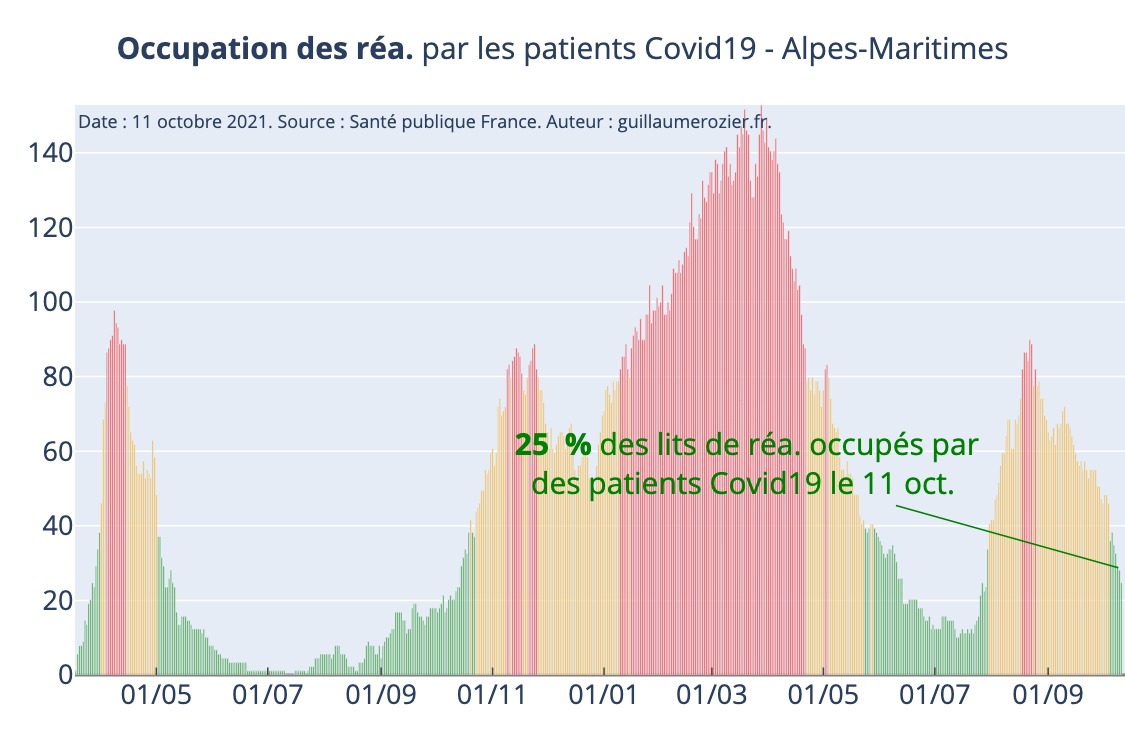 Occupation des réa. par les patients Covid19 - Alpes-Maritimes
Date : 11 octobre 2021. Source : Santé publique France. Auteur : guillaumerozier.fr.
140
120
100
80
60
40
20
0
25 % des lits de réa. occupés par
des patients Covid19 le 11 oct.
01/05 01/07 01/09 01/11 01/01 01/03 01/05 01/07 01/09